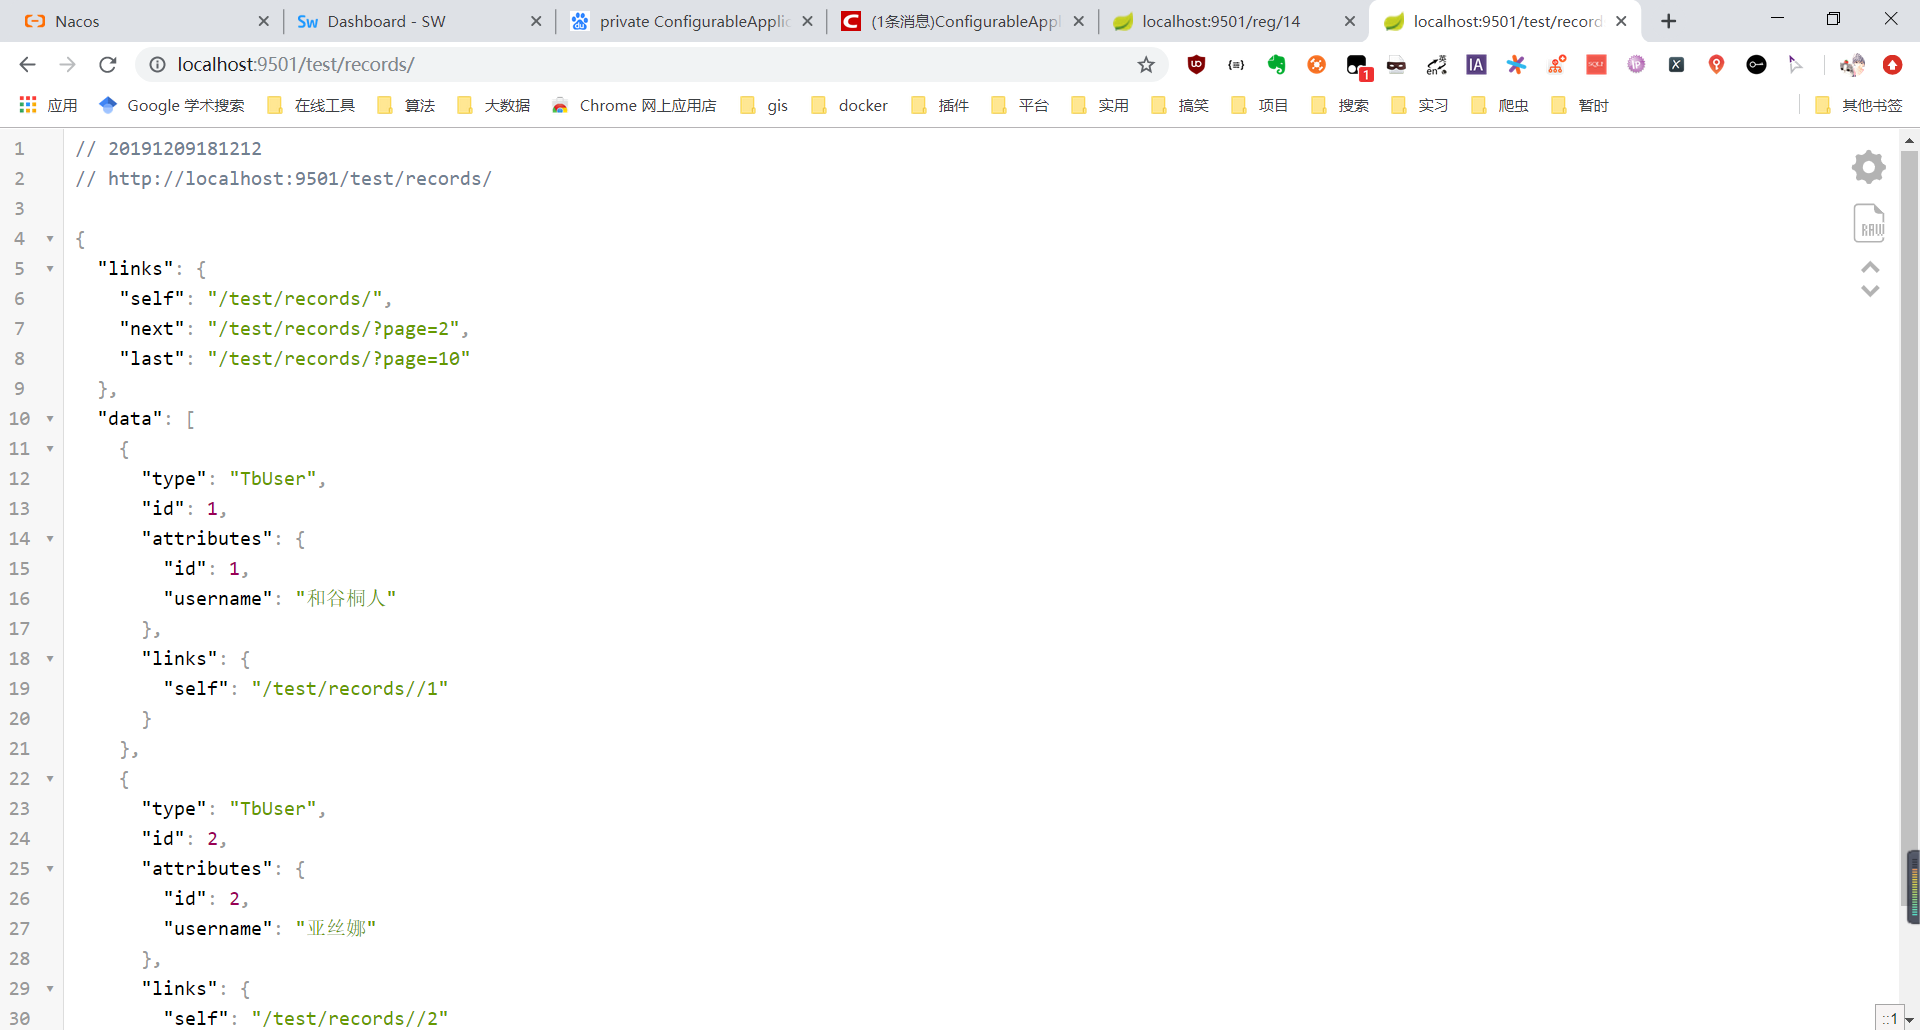 Nacos
Dashboard - SW
private ConfigurableApplic
(1条消息)ConfigurableAppl
localhost:9501/reg/14
localhost:9501/test/record
localhost:9501/test/records/
应用 Google 学术搜索 在线工具 算法 大数据 Chrome 网上应用店 gis docker 插件 平台 实用 搞笑 项目 搜索 实习 爬虫 暂时 其他书签
1 // 20191209181212
2 // http://localhost:9501/test/records/
3
4 {
5 "links": {
6 "self": "/test/records/",
7 "next": "/test/records/?page=2",
8 "last": "/test/records/?page=10"
9 },
10 "data": [
11 {
12 "type": "TbUser",
13 "id": 1,
14 "attributes": {
15 "id": 1,
16 "username": "和谷桐人"
17 },
18 "links": {
19 "self": "/test/records//1"
20 }
21 },
22 {
23 "type": "TbUser",
24 "id": 2,
25 "attributes": {
26 "id": 2,
27 "username": "亚丝娜"
28 },
29 "links": {
30 "self": "/test/records//2"
RAW
::1